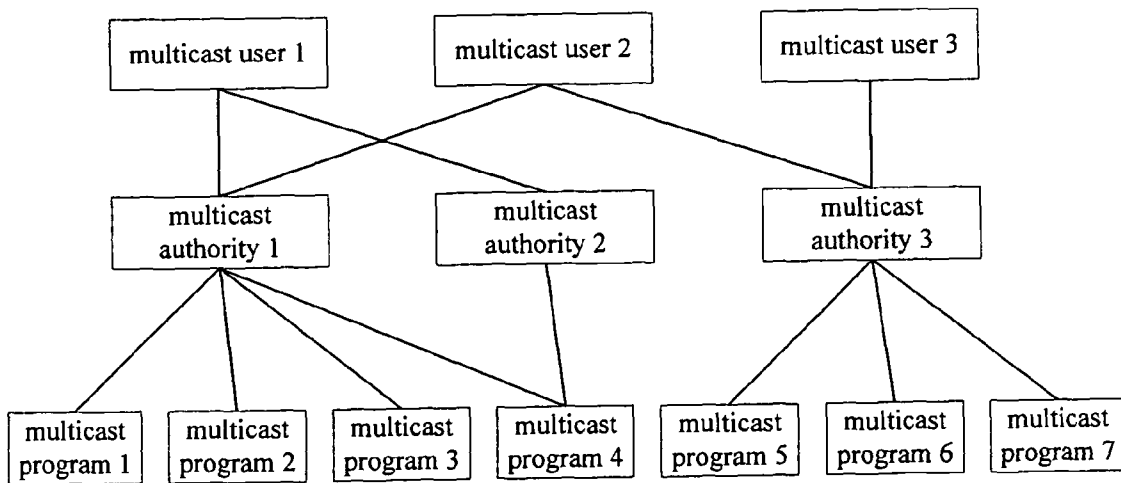 multicast user 1
multicast user 2
multicast user 3
multicast
authority 1
multicast
authority 2
multicast
authority 3
multicast
program 1
multicast
program 2
multicast
program 3
multicast
program 4
multicast
program 5
multicast
program 6
multicast
program 7